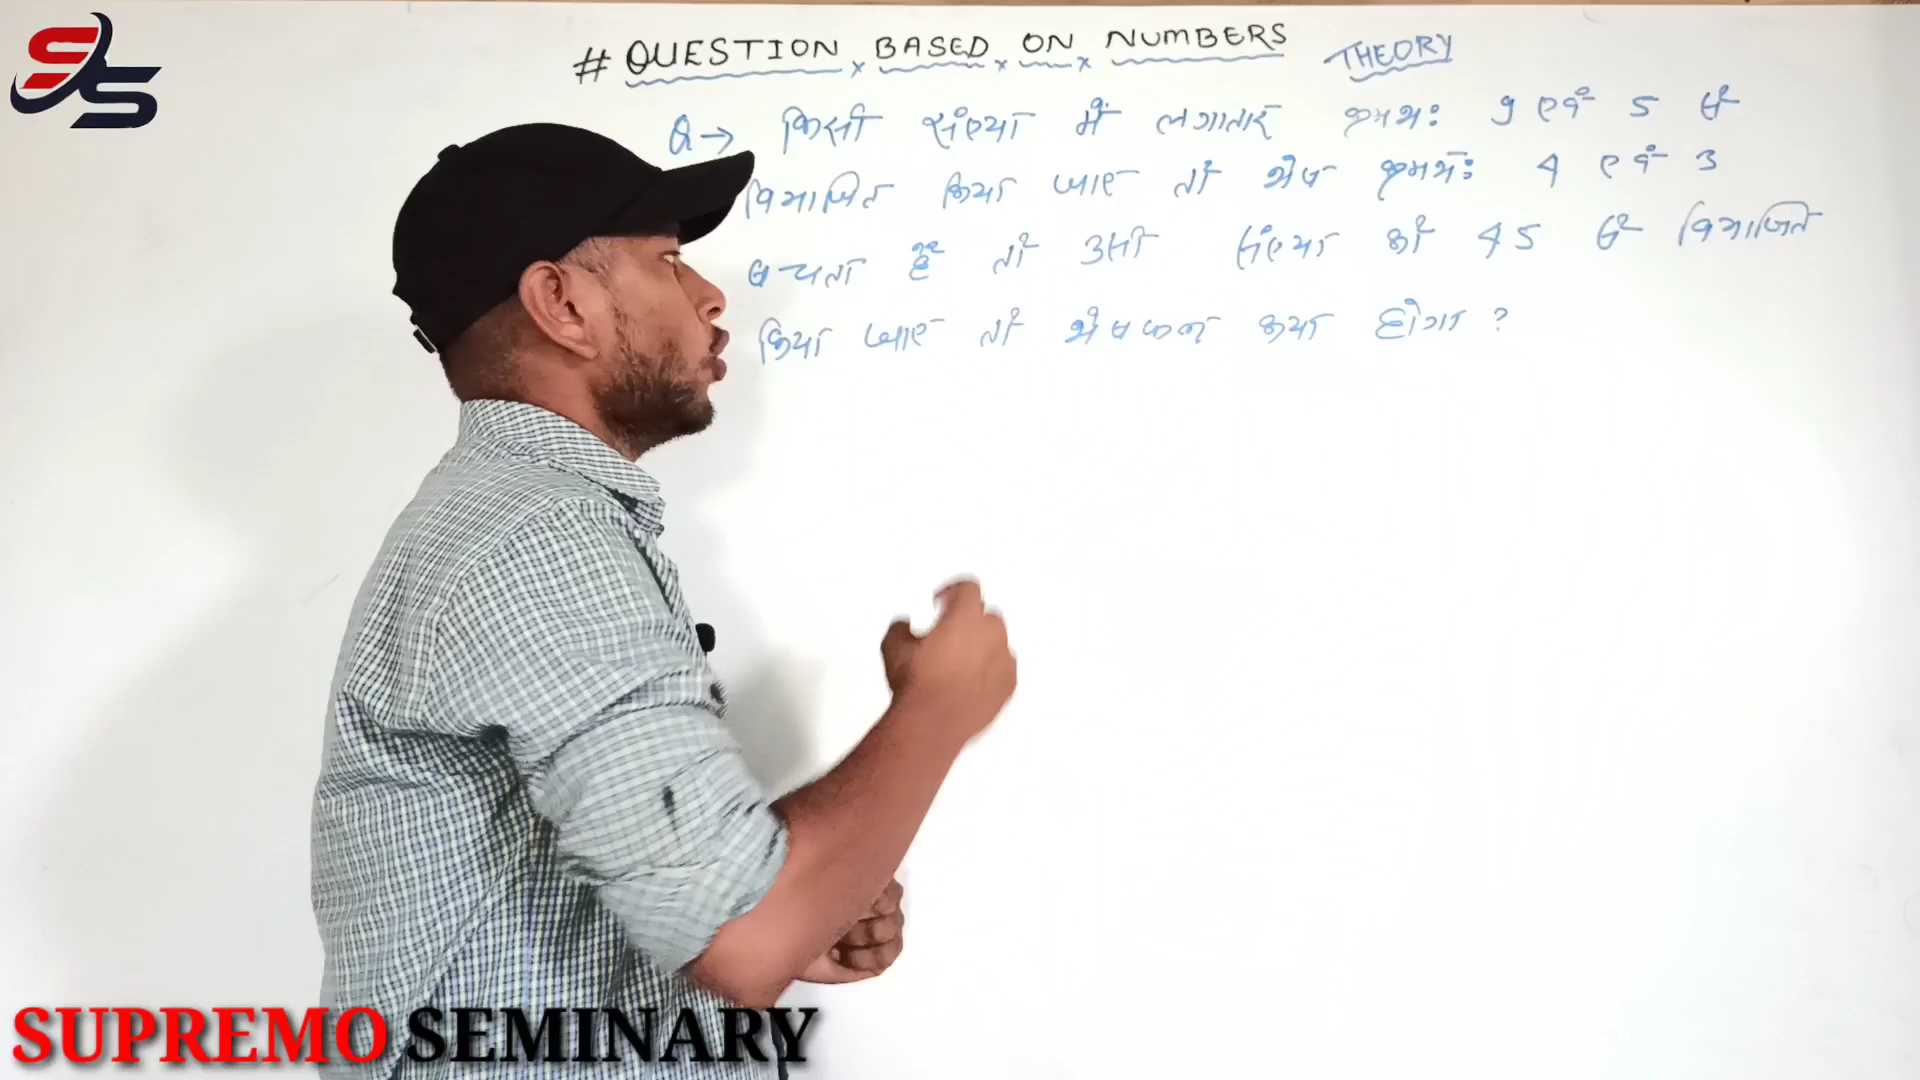 SS
# QUESTION BASED ON NUMBERS THEORY
Q → किसी संख्या में लगातार क्रमशः 9 एवं 5 से
विभाजित किया जाए तो शेष क्रमशः 4 एवं 3
बचता है तो उसी संख्या को 45 से विभाजित
किया जाए तो शेषफल क्या होगा ?
SUPREMO SEMINARY